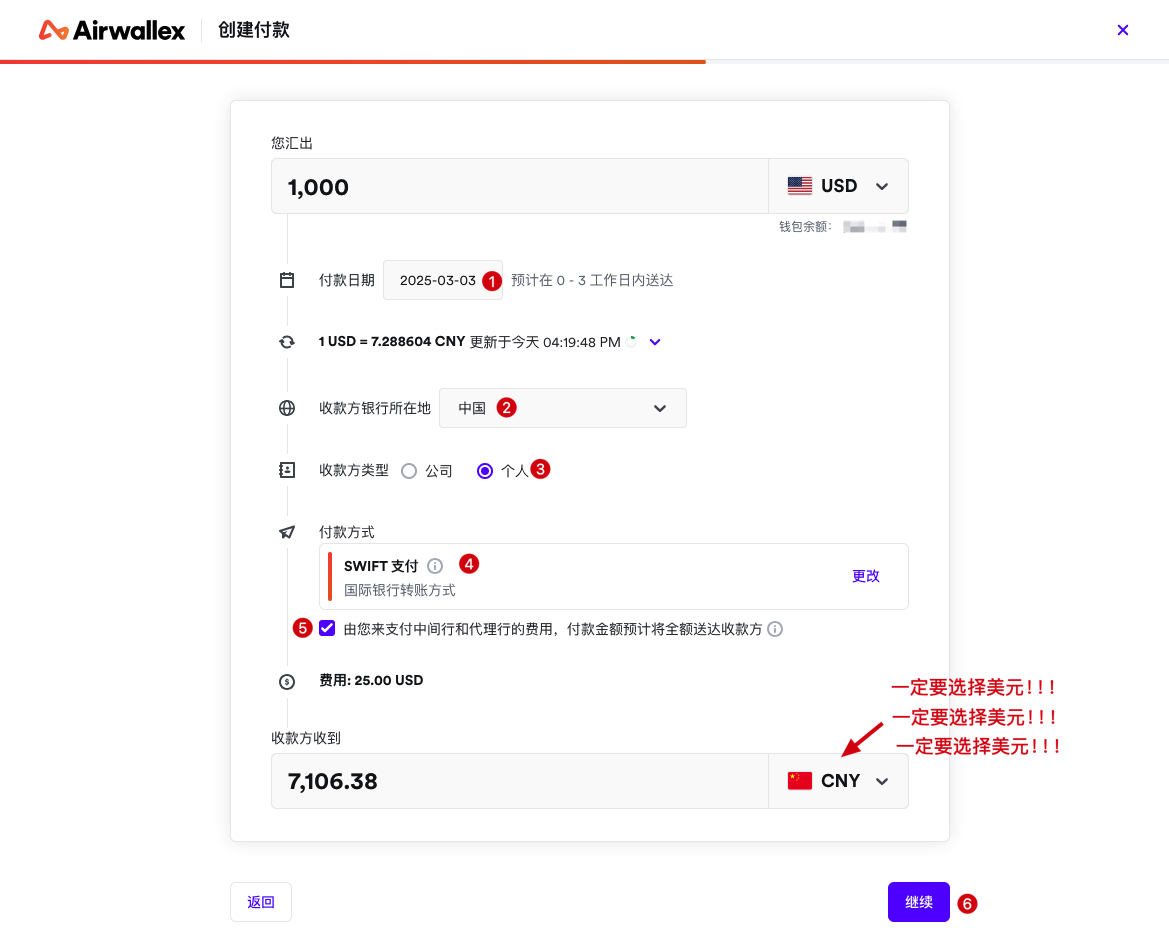 Airwallex 创建付款
您汇出
1,000 USD
钱包余额:
付款日期 2025-03-03 1 预计在 0 - 3 工作日内送达
1 USD = 7.288604 CNY 更新于今天 04:19:48 PM
收款方银行所在地 中国 2
收款方类型 公司 个人 3
付款方式
SWIFT 支付 4
国际银行转账方式
更改
5 由您来支付中间行和代理行的费用，付款金额预计将全额送达收款方
费用: 25.00 USD
一定要选择美元！！！
一定要选择美元！！！
一定要选择美元！！！
收款方收到
7,106.38 CNY
返回 继续 6